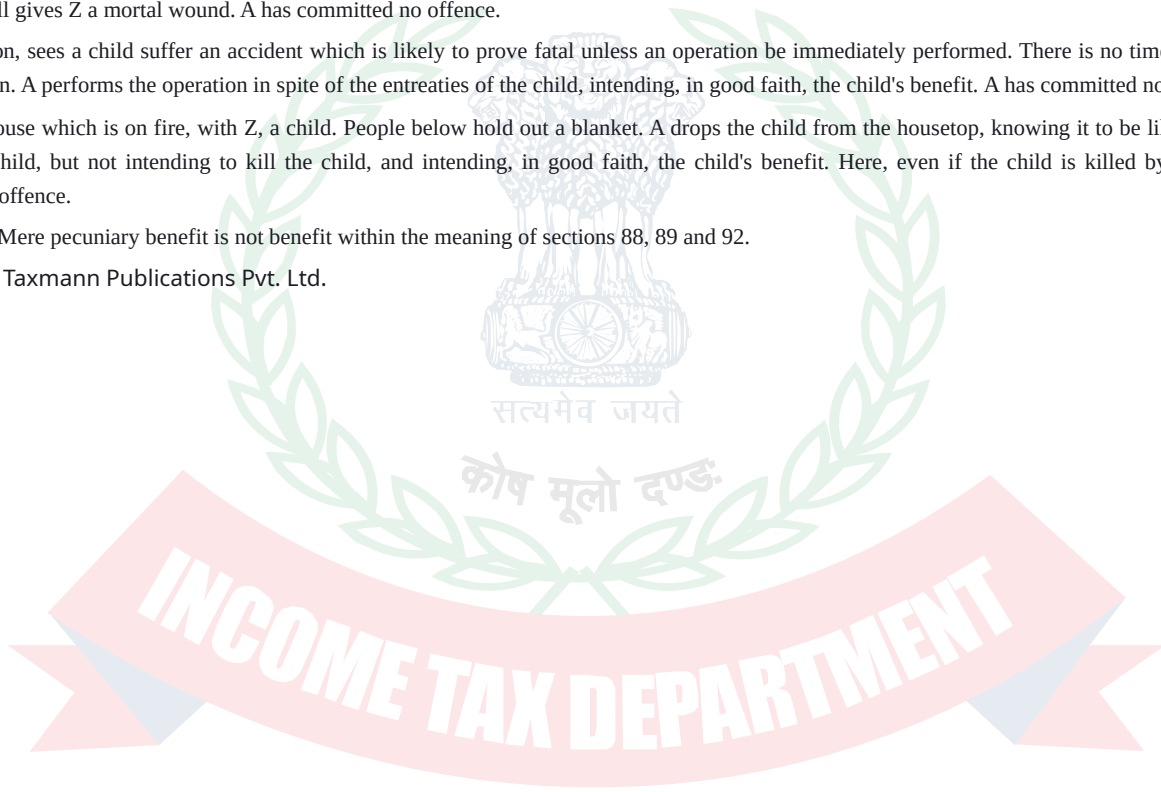 ll gives Z a mortal wound. A has committed no offence.
on, sees a child suffer an accident which is likely to prove fatal unless an operation be immediately performed. There is no time
n. A performs the operation in spite of the entreaties of the child, intending, in good faith, the child's benefit. A has committed no
ouse which is on fire, with Z, a child. People below hold out a blanket. A drops the child from the housetop, knowing it to be li
hild, but not intending to kill the child, and intending, in good faith, the child's benefit. Here, even if the child is killed by
offence.
Mere pecuniary benefit is not benefit within the meaning of sections 88, 89 and 92.
Taxmann Publications Pvt. Ltd.
सत्यमेव जयते
कोष मूलो दण्डः
INCOME TAX DEPARTMENT